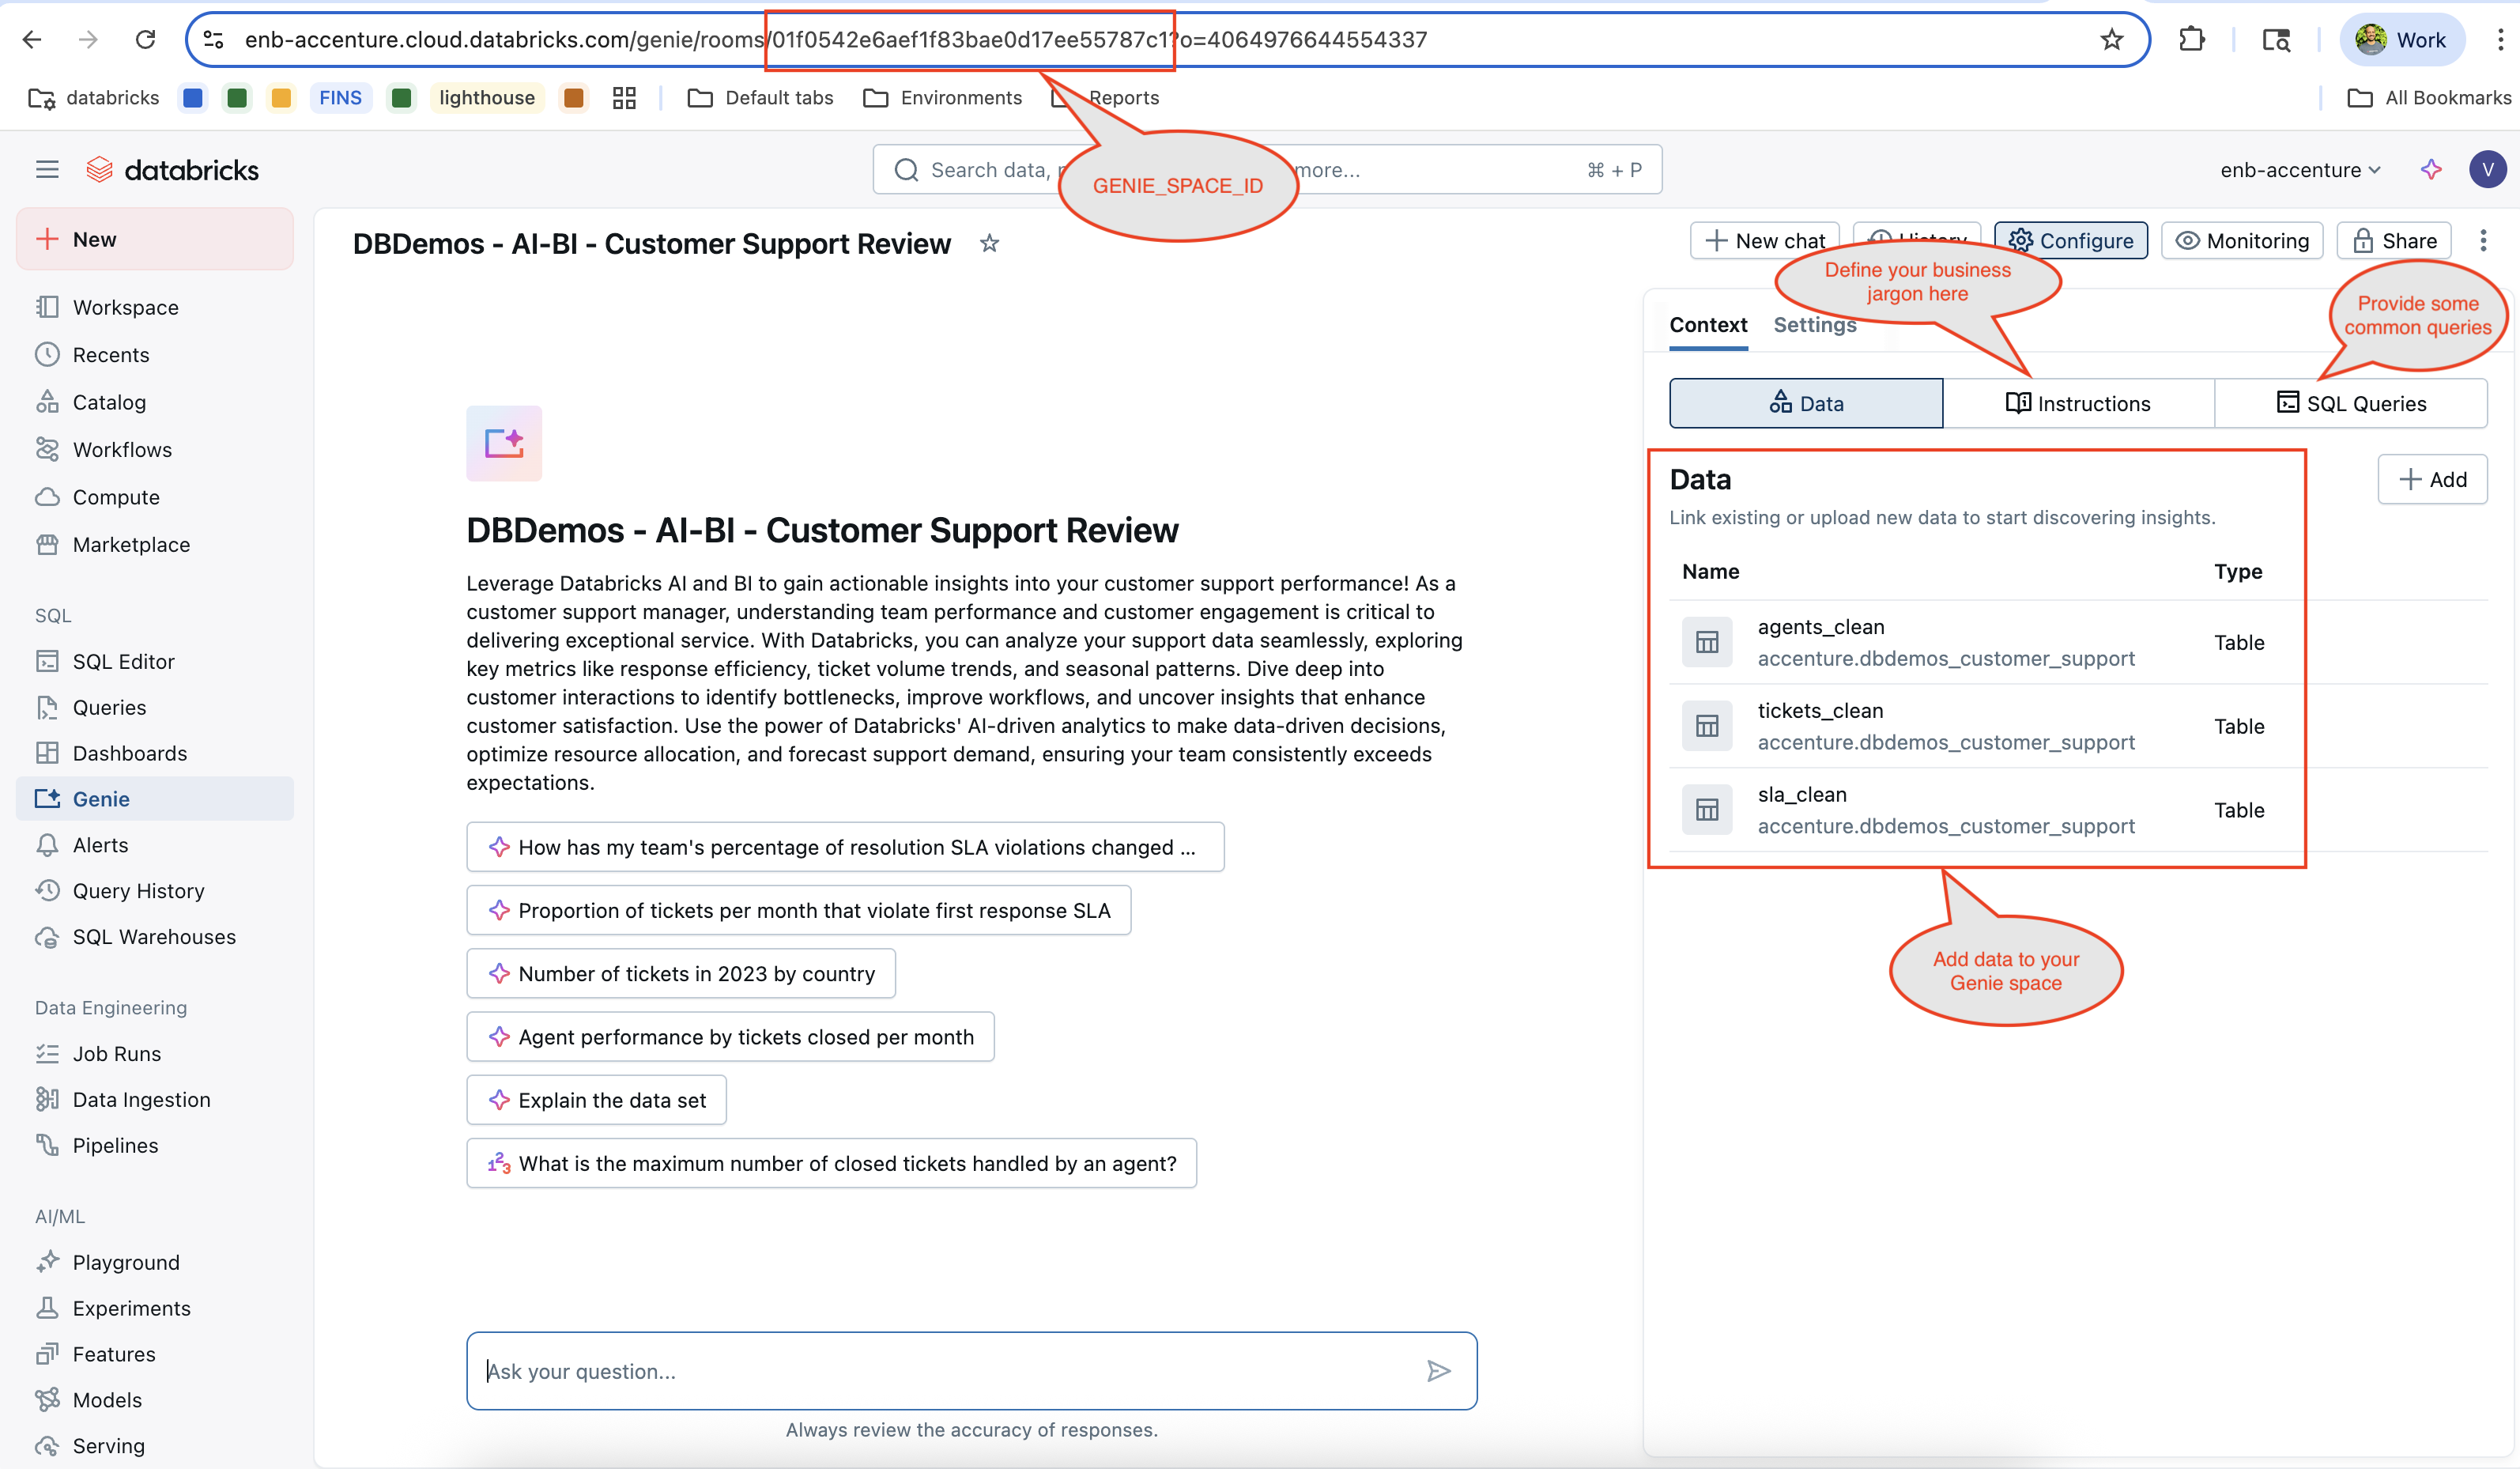 enb-accenture.cloud.databricks.com/genie/rooms/01f0542e6aef1f83bae0d17ee55787c1?o=4064976644554337
Work
databricks
FINS
lighthouse
Default tabs
Environments
Reports
All Bookmarks
databricks
Search data,
more...
⌘ + P
GENIE_SPACE_ID
enb-accenture
V
New
Workspace
Recents
Catalog
Workflows
Compute
Marketplace
SQL
SQL Editor
Queries
Dashboards
Genie
Alerts
Query History
SQL Warehouses
Data Engineering
Job Runs
Data Ingestion
Pipelines
AI/ML
Playground
Experiments
Features
Models
Serving
DBDemos - AI-BI - Customer Support Review
New chat
History
Configure
Monitoring
Share
Define your business
jargon here
Provide some
common queries
DBDemos - AI-BI - Customer Support Review
Leverage Databricks AI and BI to gain actionable insights into your customer support performance! As a
customer support manager, understanding team performance and customer engagement is critical to
delivering exceptional service. With Databricks, you can analyze your support data seamlessly, exploring
key metrics like response efficiency, ticket volume trends, and seasonal patterns. Dive deep into
customer interactions to identify bottlenecks, improve workflows, and uncover insights that enhance
customer satisfaction. Use the power of Databricks' AI-driven analytics to make data-driven decisions,
optimize resource allocation, and forecast support demand, ensuring your team consistently exceeds
expectations.
How has my team's percentage of resolution SLA violations changed ...
Proportion of tickets per month that violate first response SLA
Number of tickets in 2023 by country
Agent performance by tickets closed per month
Explain the data set
What is the maximum number of closed tickets handled by an agent?
Ask your question...
Always review the accuracy of responses.
Context
Settings
Data
Instructions
SQL Queries
Data
Add
Link existing or upload new data to start discovering insights.
Name
Type
agents_clean
accenture.dbdemos_customer_support
Table
tickets_clean
accenture.dbdemos_customer_support
Table
sla_clean
accenture.dbdemos_customer_support
Table
Add data to your
Genie space